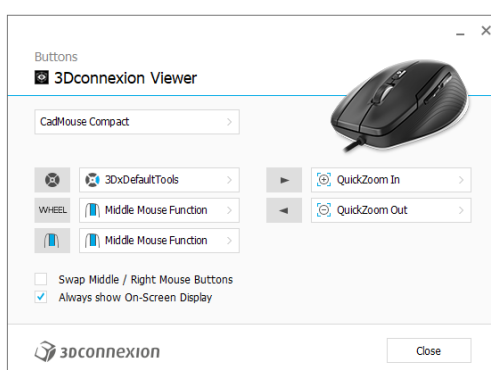 Buttons
3Dconnexion Viewer
CadMouse Compact
3DxDefaultTools
QuickZoom In
WHEEL Middle Mouse Function
QuickZoom Out
Middle Mouse Function
Swap Middle / Right Mouse Buttons
Always show On-Screen Display
3Dconnexion
Close